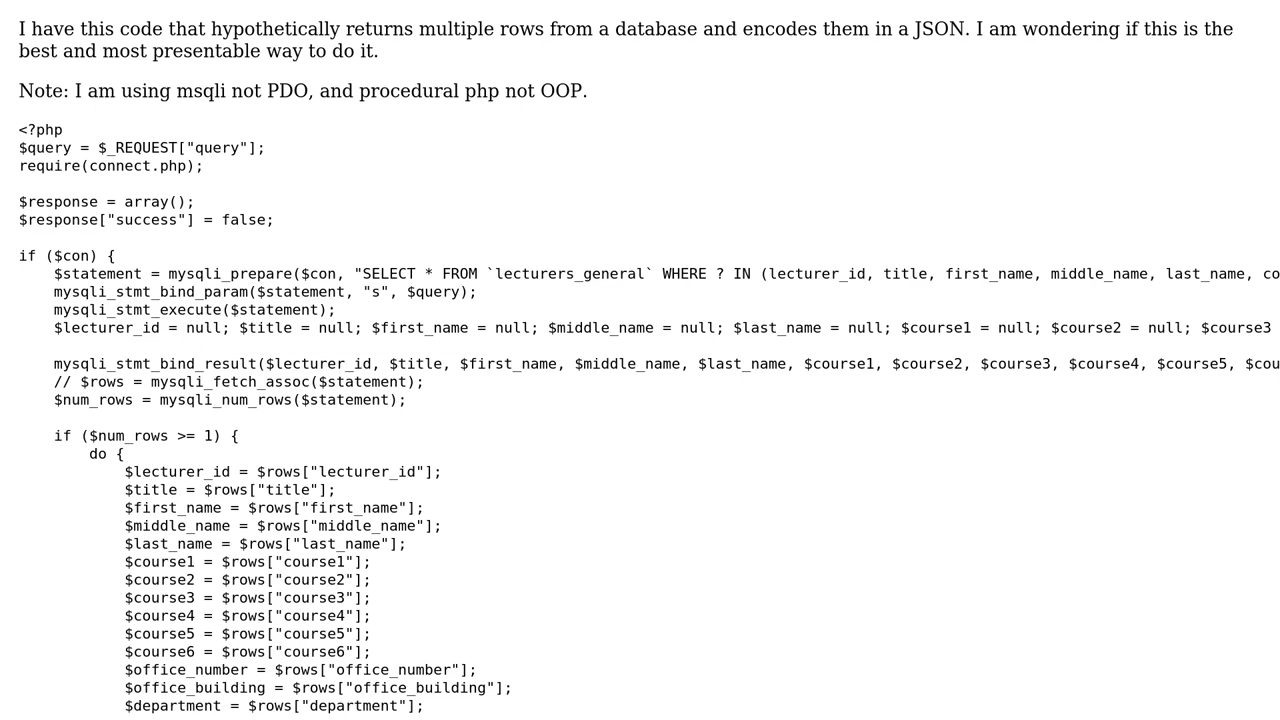 I have this code that hypothetically returns multiple rows from a database and encodes them in a JSON. I am wondering if this is the
best and most presentable way to do it.
Note: I am using msqli not PDO, and procedural php not OOP.
<?php
$query = $_REQUEST["query"];
require(connect.php);
$response = array();
$response["success"] = false;
if ($con) {
    $statement = mysqli_prepare($con, "SELECT * FROM `lecturers_general` WHERE ? IN (lecturer_id, title, first_name, middle_name, last_name, co
    mysqli_stmt_bind_param($statement, "s", $query);
    mysqli_stmt_execute($statement);
    $lecturer_id = null; $title = null; $first_name = null; $middle_name = null; $last_name = null; $course1 = null; $course2 = null; $course3
    mysqli_stmt_bind_result($lecturer_id, $title, $first_name, $middle_name, $last_name, $course1, $course2, $course3, $course4, $course5, $cou
    // $rows = mysqli_fetch_assoc($statement);
    $num_rows = mysqli_num_rows($statement);
    if ($num_rows >= 1) {
        do {
            $lecturer_id = $rows["lecturer_id"];
            $title = $rows["title"];
            $first_name = $rows["first_name"];
            $middle_name = $rows["middle_name"];
            $last_name = $rows["last_name"];
            $course1 = $rows["course1"];
            $course2 = $rows["course2"];
            $course3 = $rows["course3"];
            $course4 = $rows["course4"];
            $course5 = $rows["course5"];
            $course6 = $rows["course6"];
            $office_number = $rows["office_number"];
            $office_building = $rows["office_building"];
            $department = $rows["department"];